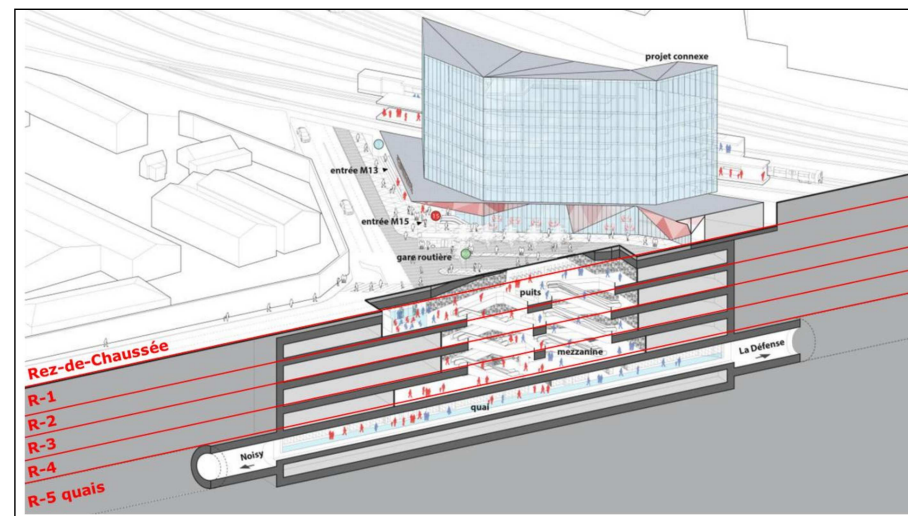 projet connexe
entrée M13
entrée M15
15
gare routière
puits
mezzanine
La Défense
quai
Noisy
Rez-de-Chaussée
R-1
R-2
R-3
R-4
R-5 quais